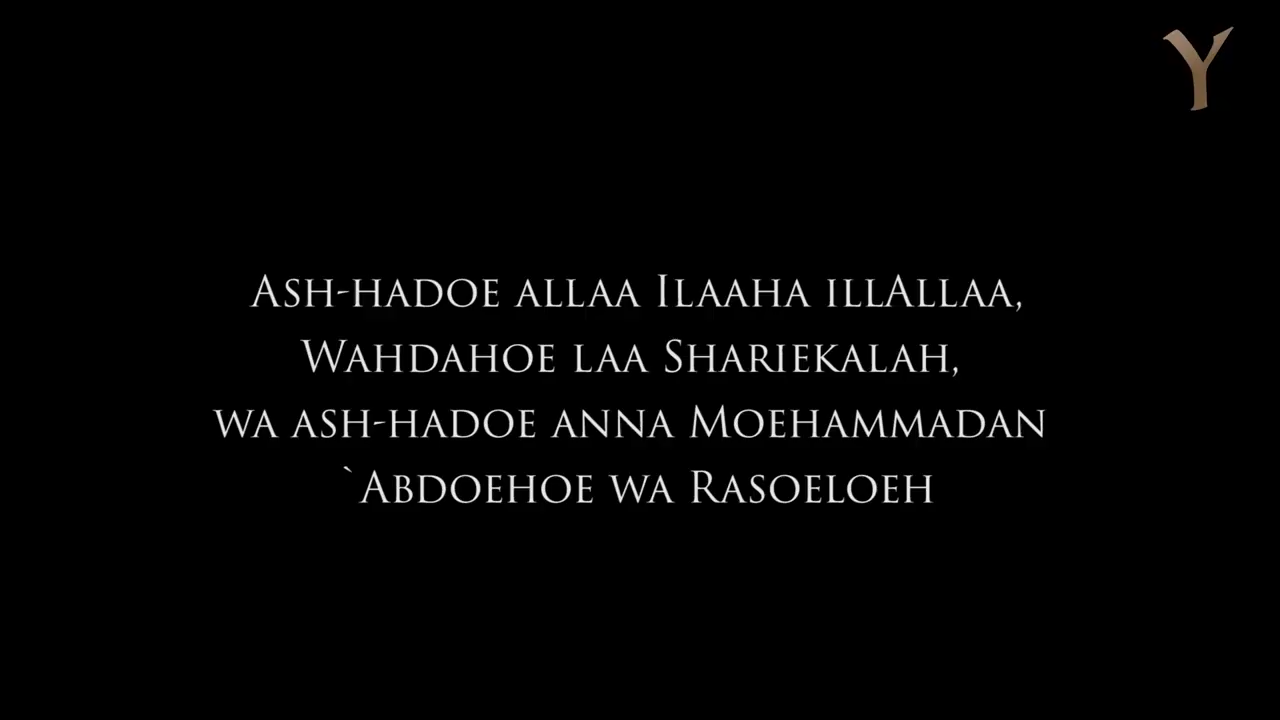 Y
Ash-hadoe allaa Ilaaha illAllaa,
Wahdahoe laa Shariekalah,
wa ash-hadoe anna Moehammadan
`Abdoehoe wa Rasoeloeh